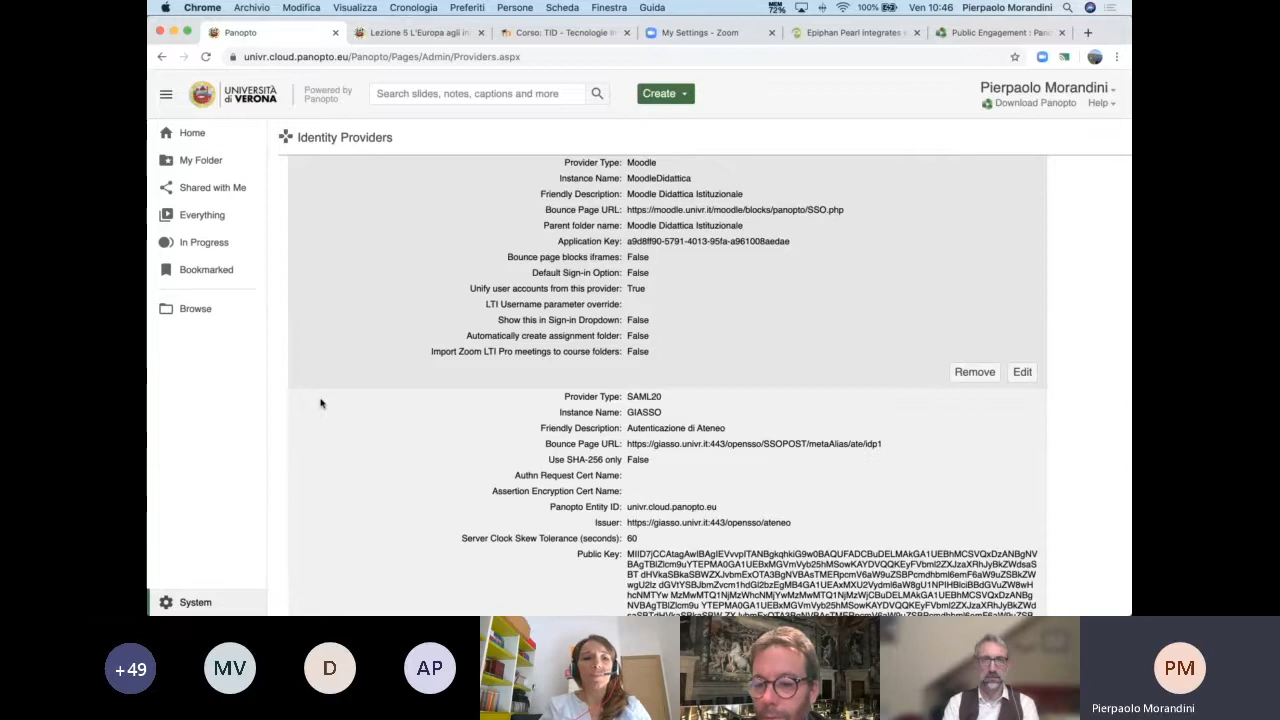 Chrome Archivio Modifica Visualizza Cronologia Preferiti Persone Scheda Finestra Guida MEM 72% 100% Ven 10:46 Pierpaolo Morandini
Panopto Lezione 5 L'Europa agli in Corso: TID - Tecnologie In My Settings - Zoom Epiphan Pearl integrates Public Engagement : Pan
univr.cloud.panopto.eu/Panopto/Pages/Admin/Providers.aspx
UNIVERSITÀ di VERONA
Powered by Panopto
Search slides, notes, captions and more
Create
Pierpaolo Morandini
Download Panopto Help
Home
My Folder
Shared with Me
Everything
In Progress
Bookmarked
Browse
System
Identity Providers
Provider Type: Moodle
Instance Name: MoodleDidattica
Friendly Description: Moodle Didattica Istituzionale
Bounce Page URL: https://moodle.univr.it/moodle/blocks/panopto/SSO.php
Parent folder name: Moodle Didattica Istituzionale
Application Key: a9d8ff90-5791-4013-95fa-a961008aedae
Bounce page blocks iframes: False
Default Sign-in Option: False
Unify user accounts from this provider: True
LTI Username parameter override:
Show this in Sign-in Dropdown: False
Automatically create assignment folder: False
Import Zoom LTI Pro meetings to course folders: False
Remove Edit
Provider Type: SAML20
Instance Name: GIASSO
Friendly Description: Autenticazione di Ateneo
Bounce Page URL: https://giasso.univr.it:443/opensso/SSOPOST/metaAlias/ate/idp1
Use SHA-256 only False
Authn Request Cert Name:
Assertion Encryption Cert Name:
Panopto Entity ID: univr.cloud.panopto.eu
Issuer: https://giasso.univr.it:443/opensso/ateneo
Server Clock Skew Tolerance (seconds): 60
Public Key:
+49 MV D AP PM
Pierpaolo Morandini